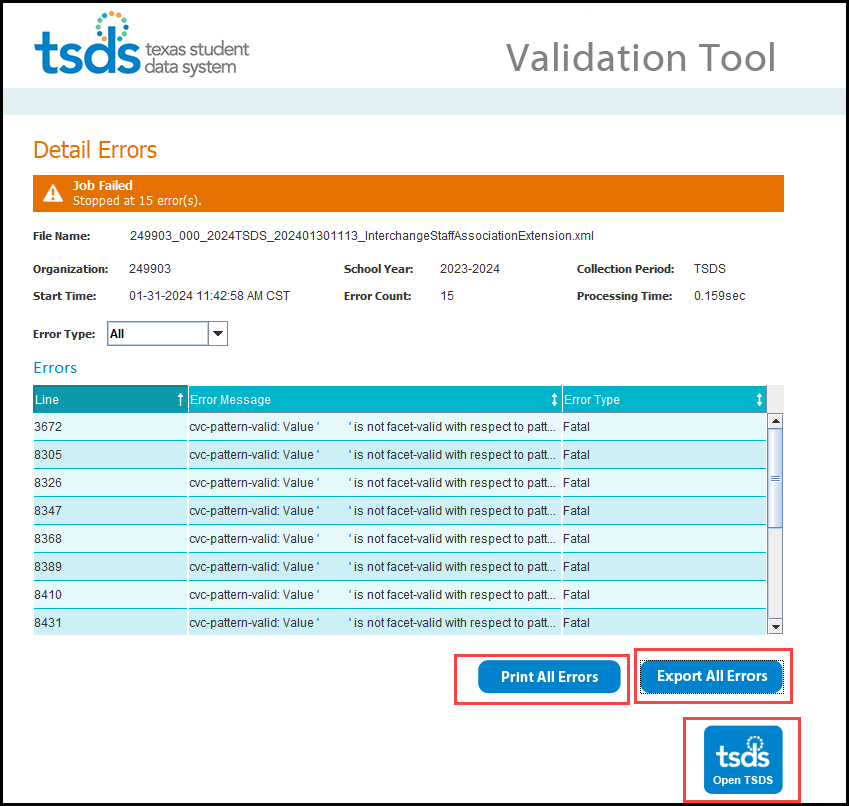 tsds texas student data system
Validation Tool
Detail Errors
Job Failed
Stopped at 15 error(s).
File Name: 249903_000_2024TSDS_202401301113_InterchangeStaffAssociationExtension.xml
Organization: 249903 School Year: 2023-2024 Collection Period: TSDS
Start Time: 01-31-2024 11:42:58 AM CST Error Count: 15 Processing Time: 0.159sec
Error Type: All
Errors
Line Error Message Error Type
3672 cvc-pattern-valid: Value ' ' is not facet-valid with respect to patt... Fatal
8305 cvc-pattern-valid: Value ' ' is not facet-valid with respect to patt... Fatal
8326 cvc-pattern-valid: Value ' ' is not facet-valid with respect to patt... Fatal
8347 cvc-pattern-valid: Value ' ' is not facet-valid with respect to patt... Fatal
8368 cvc-pattern-valid: Value ' ' is not facet-valid with respect to patt... Fatal
8389 cvc-pattern-valid: Value ' ' is not facet-valid with respect to patt... Fatal
8410 cvc-pattern-valid: Value ' ' is not facet-valid with respect to patt... Fatal
8431 cvc-pattern-valid: Value ' ' is not facet-valid with respect to patt... Fatal
Print All Errors Export All Errors
tsds
Open TSDS